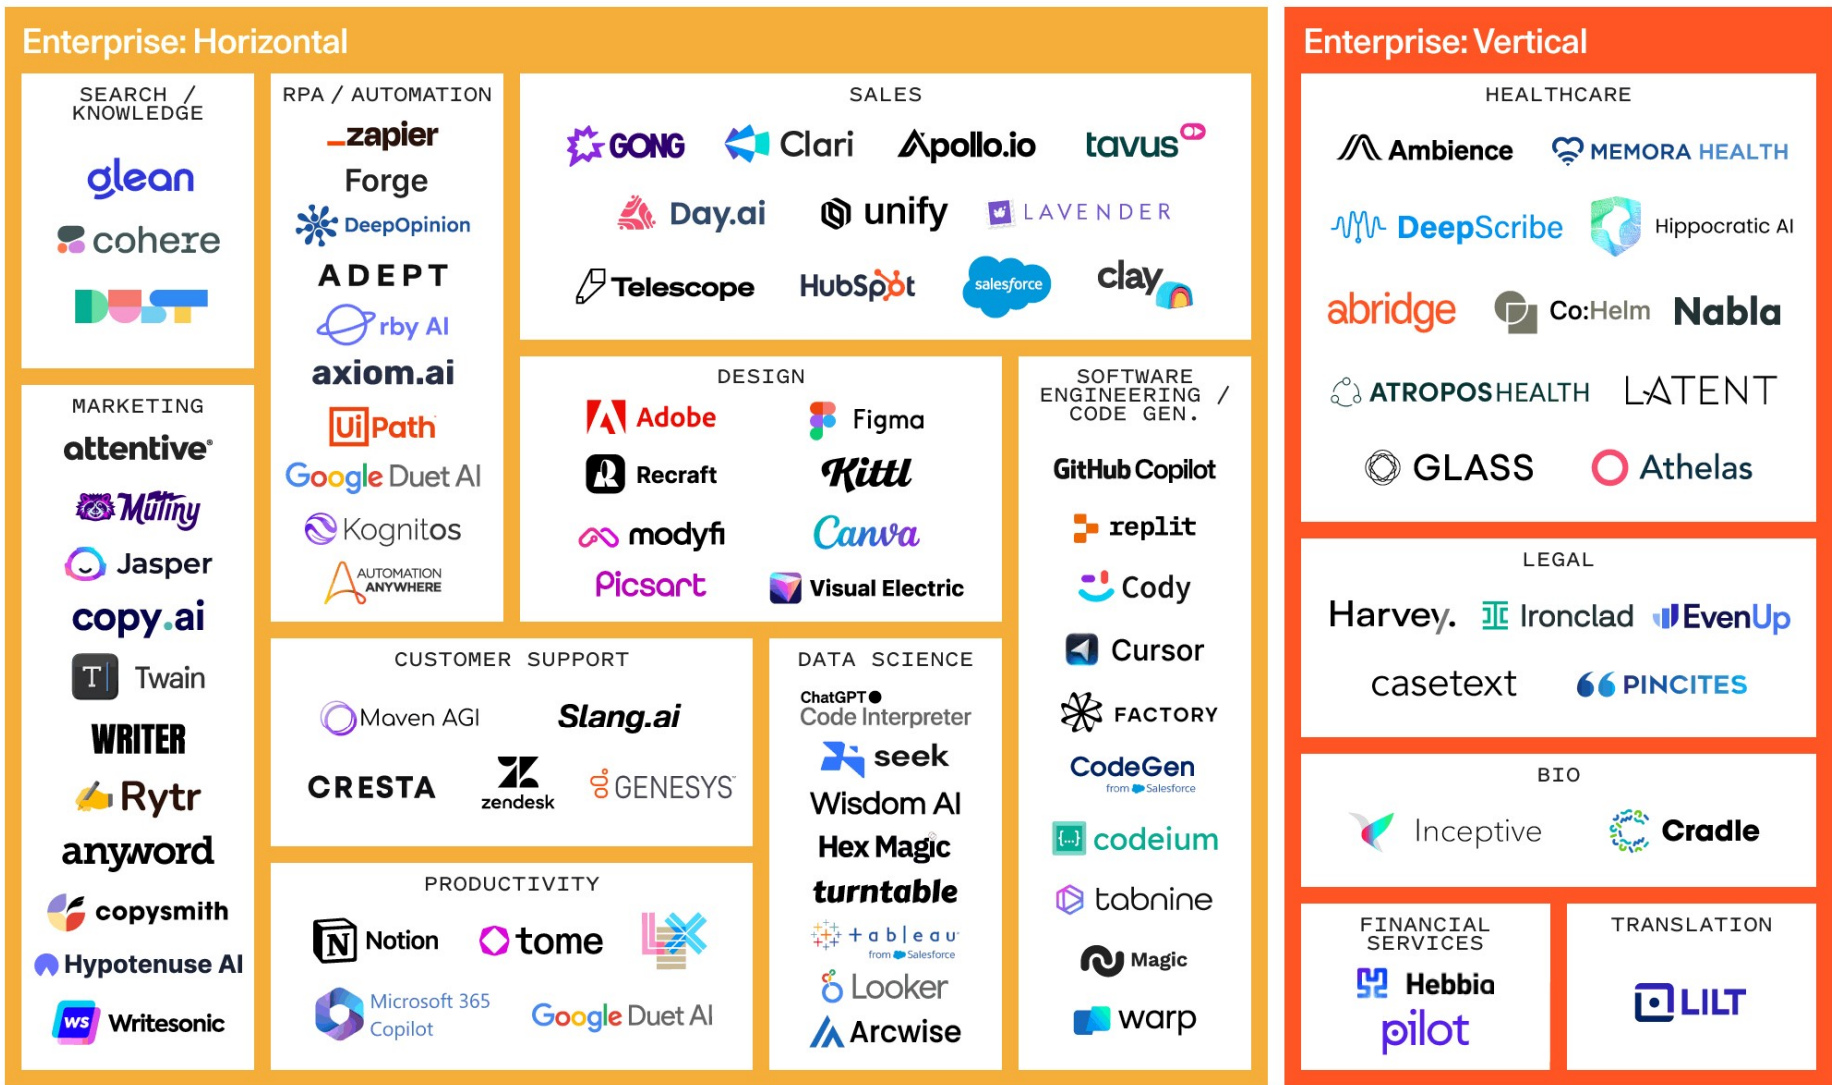 Enterprise: Horizontal
SEARCH /
KNOWLEDGE
glean
cohere
DUST
MARKETING
attentive®
Mutiny
Jasper
copy.ai
T Twain
WRITER
Rytr
anyword
copysmith
Hypotenuse AI
WS Writesonic
RPA / AUTOMATION
_zapier
Forge
DeepOpinion
ADEPT
rby AI
axiom.ai
UiPath
Google Duet AI
Kognitos
AUTOMATION
ANYWHERE
SALES
GONG Clari Apollo.io tavus
Day.ai unify LAVENDER
Telescope HubSpot salesforce clay
DESIGN
Adobe Figma
R Recraft Kittl
modyfi Canva
Picsart Visual Electric
SOFTWARE
ENGINEERING /
CODE GEN.
GitHub Copilot
replit
Cody
Cursor
FACTORY
CodeGen
from Salesforce
{...} codeium
tabnine
Magic
warp
CUSTOMER SUPPORT
Maven AGI Slang.ai
CRESTA zendesk GENESYS™
PRODUCTIVITY
N Notion tome LEX
Microsoft 365
Copilot
Google Duet AI
DATA SCIENCE
ChatGPT
Code Interpreter
seek
Wisdom AI
Hex Magic
turntable
+ableau
from Salesforce
Looker
Arcwise
Enterprise: Vertical
HEALTHCARE
Ambience MEMORA HEALTH
DeepScribe Hippocratic AI
abridge Co:Helm Nabla
ATROPOSHEALTH LATENT
GLASS Athelas
LEGAL
Harvey. Ironclad EvenUp
casetext PINCITES
BIO
Inceptive Cradle
FINANCIAL
SERVICES
Hebbia
pilot
TRANSLATION
LILT